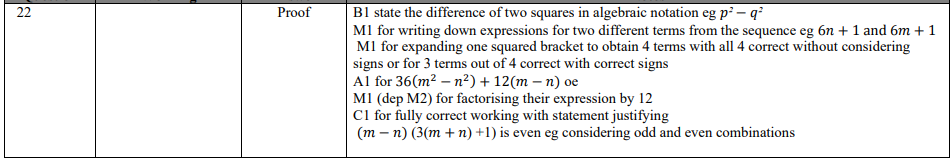 22 Proof B1 state the difference of two squares in algebraic notation eg p² – q²
M1 for writing down expressions for two different terms from the sequence eg 6n + 1 and 6m + 1
M1 for expanding one squared bracket to obtain 4 terms with all 4 correct without considering
signs or for 3 terms out of 4 correct with correct signs
A1 for 36(m² − n²) + 12(m − n) oe
M1 (dep M2) for factorising their expression by 12
C1 for fully correct working with statement justifying
(m − n) (3(m + n) +1) is even eg considering odd and even combinations